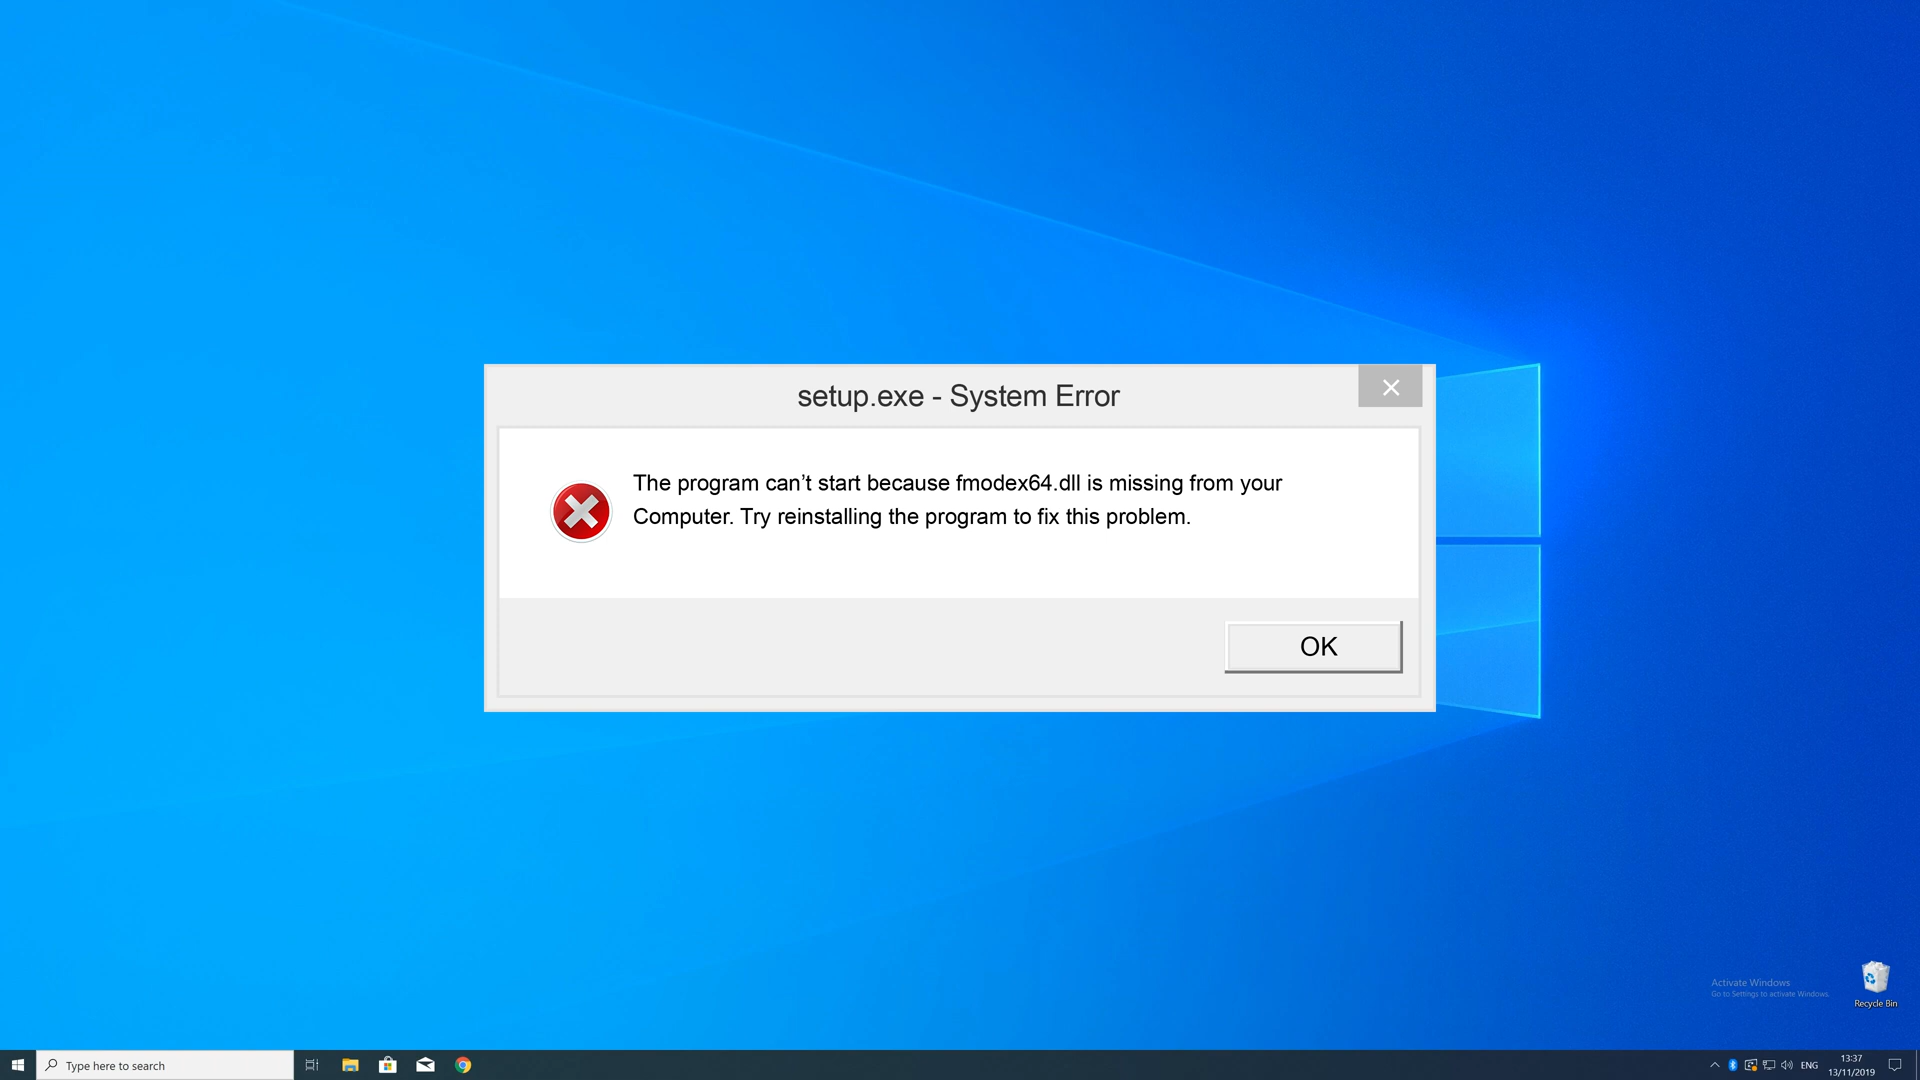 setup.exe - System Error
The program can’t start because fmodex64.dll is missing from your
Computer. Try reinstalling the program to fix this problem.
OK
Activate Windows
Go to Settings to activate Windows.
Recycle Bin
Type here to search
ENG
13:37
13/11/2019